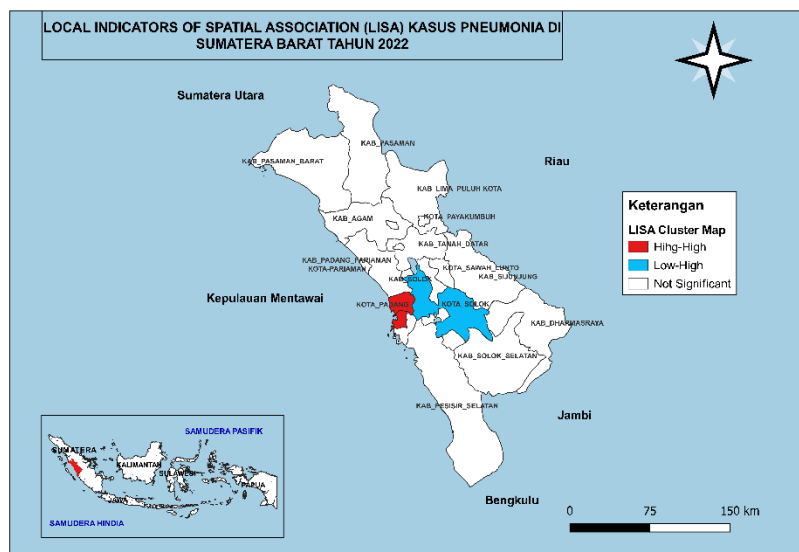 LOCAL INDICATORS OF SPATIAL ASSOCIATION (LISA) KASUS PNEUMONIA DI
SUMATERA BARAT TAHUN 2022
Sumatera Utara
KAB_PASAMAN
KAB_PASAMAN_BARAT
Riau
KAB_LIMA_PULUH KOTA
KOTA_PAYAKUMBUH
KAB_AGAM
KAB_TANAH_DATAR
KAB_PADANG_PARIAMAN
KOTA-PARIAMAN
KOTA_SAWAH_LUNTO
KAB_SOLOK
KAB_SIJUNJUNG
Kepulauan Mentawai
KOTA_PADANG
KOTA_SOLOK
KAB_DHARMASRAYA
KAB_SOLOK_SELATAN
KAB_PESISIR_SELATAN
Jambi
Bengkulu
Keterangan
LISA Cluster Map
Hihg-High
Low-High
Not Significant
SAMUDERA PASIFIK
SUMATERA
KALIMANTAN
SULAWESI
PAPUA
JAWA
SAMUDERA HINDIA
0 75 150 km